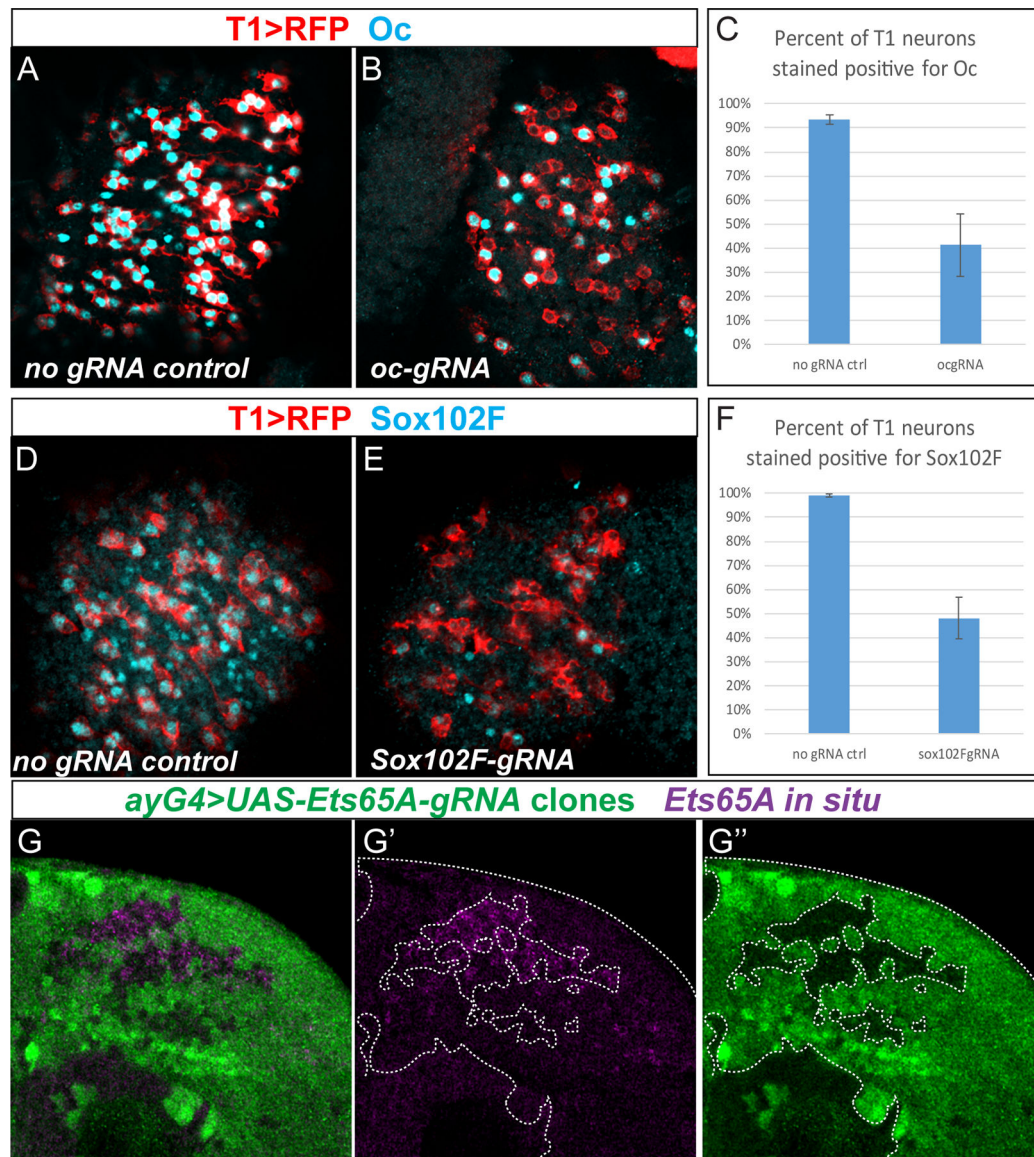 T1>RFP Oc
A
no gRNA control
B
oc-gRNA
C
Percent of T1 neurons
stained positive for Oc
100%
90%
80%
70%
60%
50%
40%
30%
20%
10%
0%
no gRNA ctrl
ocgRNA
T1>RFP Sox102F
D
no gRNA control
E
Sox102F-gRNA
F
Percent of T1 neurons
stained positive for Sox102F
100%
90%
80%
70%
60%
50%
40%
30%
20%
10%
0%
no gRNA ctrl
sox102FgRNA
ayG4>UAS-Ets65A-gRNA clones Ets65A in situ
G
G'
G''